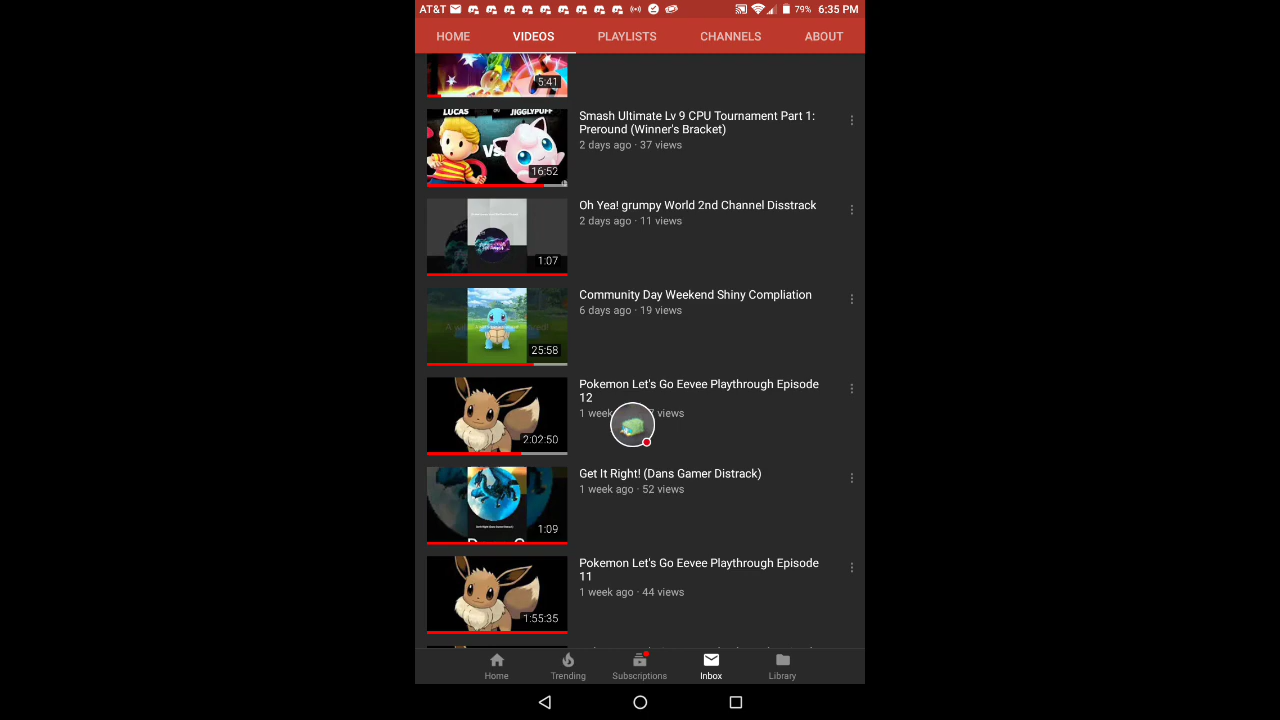 AT&T 79% 6:35 PM
HOME VIDEOS PLAYLISTS CHANNELS ABOUT
5:41
LUCAS JIGGLYPUFF
Vs
16:52
Smash Ultimate Lv 9 CPU Tournament Part 1:
Preround (Winner's Bracket)
2 days ago · 37 views
1:07
Oh Yea! grumpy World 2nd Channel Disstrack
2 days ago · 11 views
25:58
Community Day Weekend Shiny Compliation
6 days ago · 19 views
2:02:50
Pokemon Let's Go Eevee Playthrough Episode
12
1 week views
1:09
Get It Right! (Dans Gamer Distrack)
1 week ago · 52 views
1:55:35
Pokemon Let's Go Eevee Playthrough Episode
11
1 week ago · 44 views
Home Trending Subscriptions Inbox Library